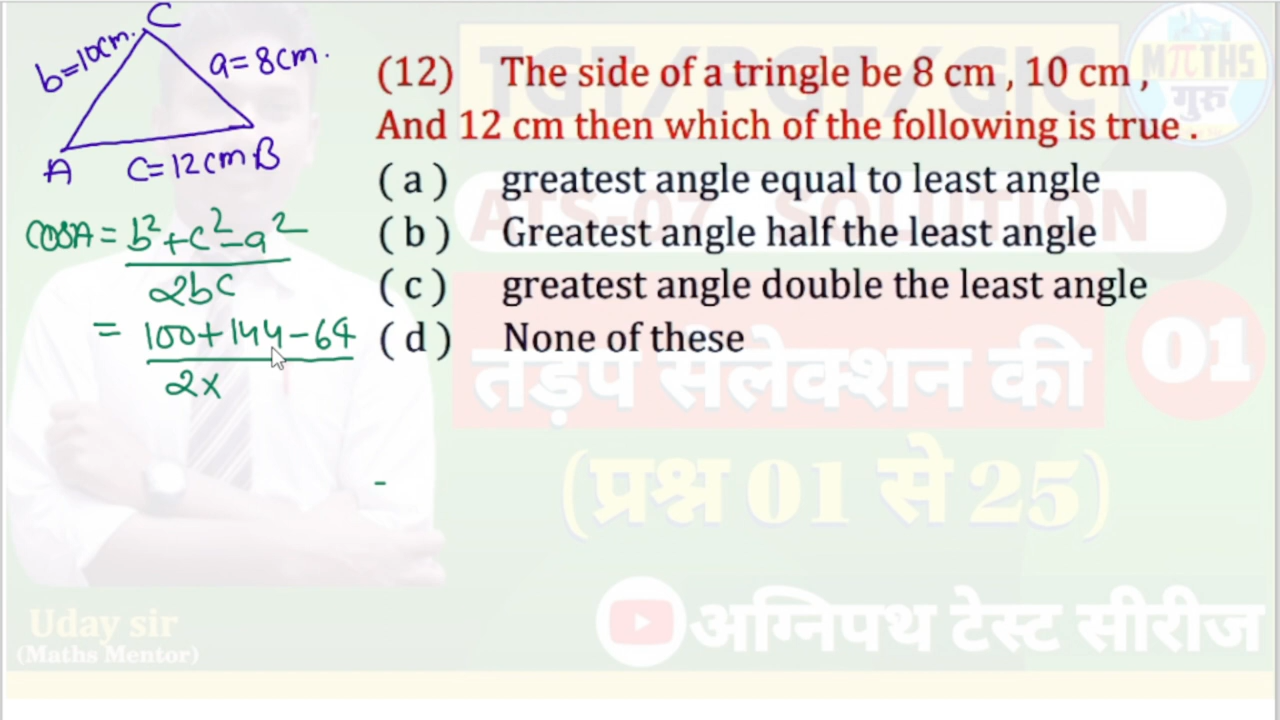 C
b=10cm.
a=8cm.
A
C=12cm B
COSA = b²+c²-a²
2bc
= 100+144-64
2x
-
(12) The side of a tringle be 8 cm , 10 cm ,
And 12 cm then which of the following is true .
( a ) greatest angle equal to least angle
( b ) Greatest angle half the least angle
( c ) greatest angle double the least angle
( d ) None of these
TGT/PGT/GIC
MπTHS
गुरु
ATS-07 SOLUTION
तड़प सेलेक्शन की
01
(प्रश्न 01 से 25)
Uday sir
(Maths Mentor)
अग्निपथ टेस्ट सीरीज